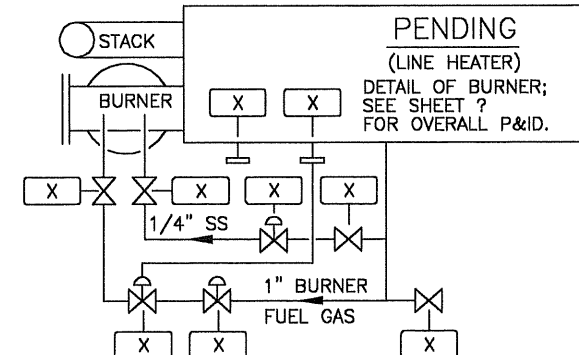 PENDING
(LINE HEATER)
DETAIL OF BURNER;
SEE SHEET ?
FOR OVERALL P&ID.
STACK
BURNER
X
X
X
X
X
X
1/4" SS
1" BURNER
FUEL GAS
X
X
X